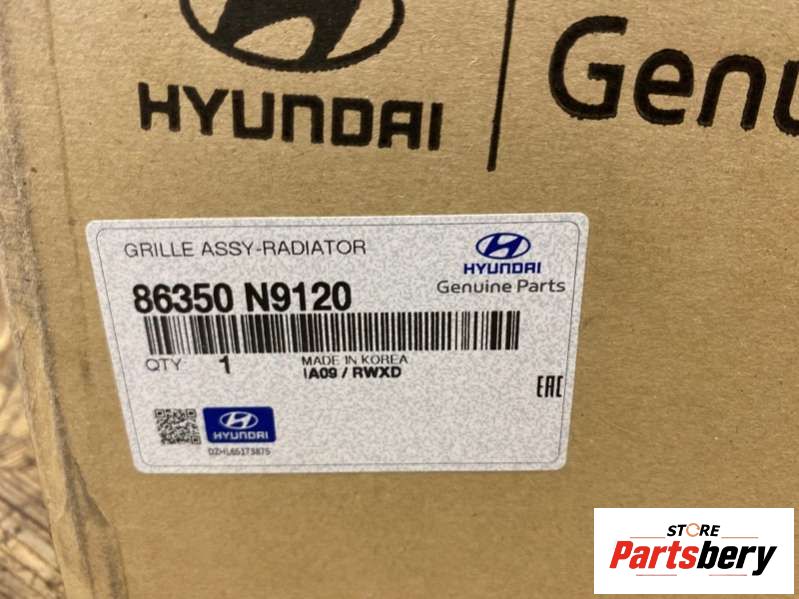 HYUNDAI
Genu
GRILLE ASSY-RADIATOR
HYUNDAI
Genuine Parts
86350 N9120
QTY 1
MADE IN KOREA
IA09 / RWXD
EAC
HYUNDAI
STORE
Partsbery